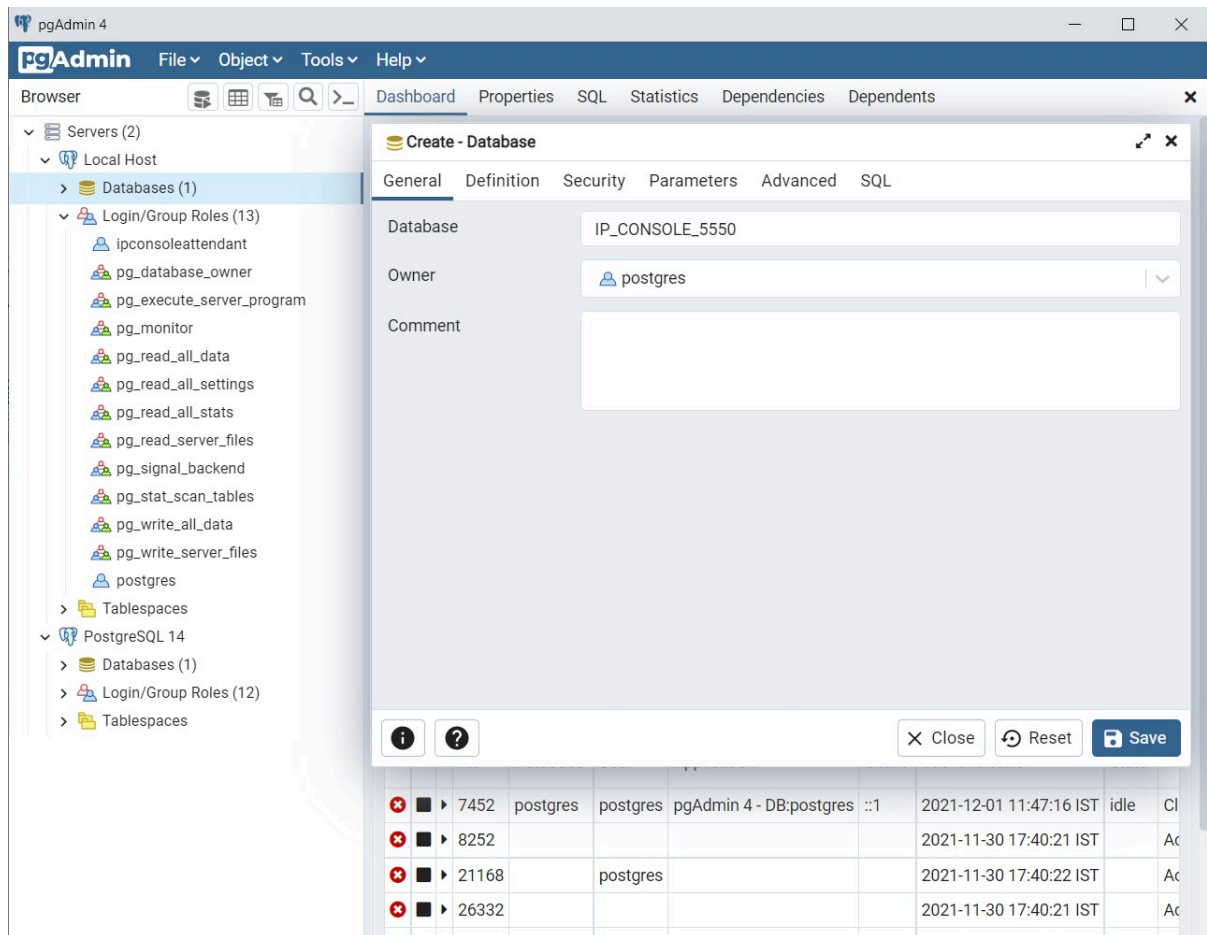 pgAdmin 4
pgAdmin File Object Tools Help
Browser
Dashboard Properties SQL Statistics Dependencies Dependents
Servers (2)
Local Host
Databases (1)
Login/Group Roles (13)
ipconsoleattendant
pg_database_owner
pg_execute_server_program
pg_monitor
pg_read_all_data
pg_read_all_settings
pg_read_all_stats
pg_read_server_files
pg_signal_backend
pg_stat_scan_tables
pg_write_all_data
pg_write_server_files
postgres
Tablespaces
PostgreSQL 14
Databases (1)
Login/Group Roles (12)
Tablespaces
Create - Database
General Definition Security Parameters Advanced SQL
Database IP_CONSOLE_5550
Owner postgres
Comment
Close Reset Save
7452 postgres postgres pgAdmin 4 - DB:postgres ::1 2021-12-01 11:47:16 IST idle Cl
8252 2021-11-30 17:40:21 IST
21168 postgres 2021-11-30 17:40:22 IST
26332 2021-11-30 17:40:21 IST